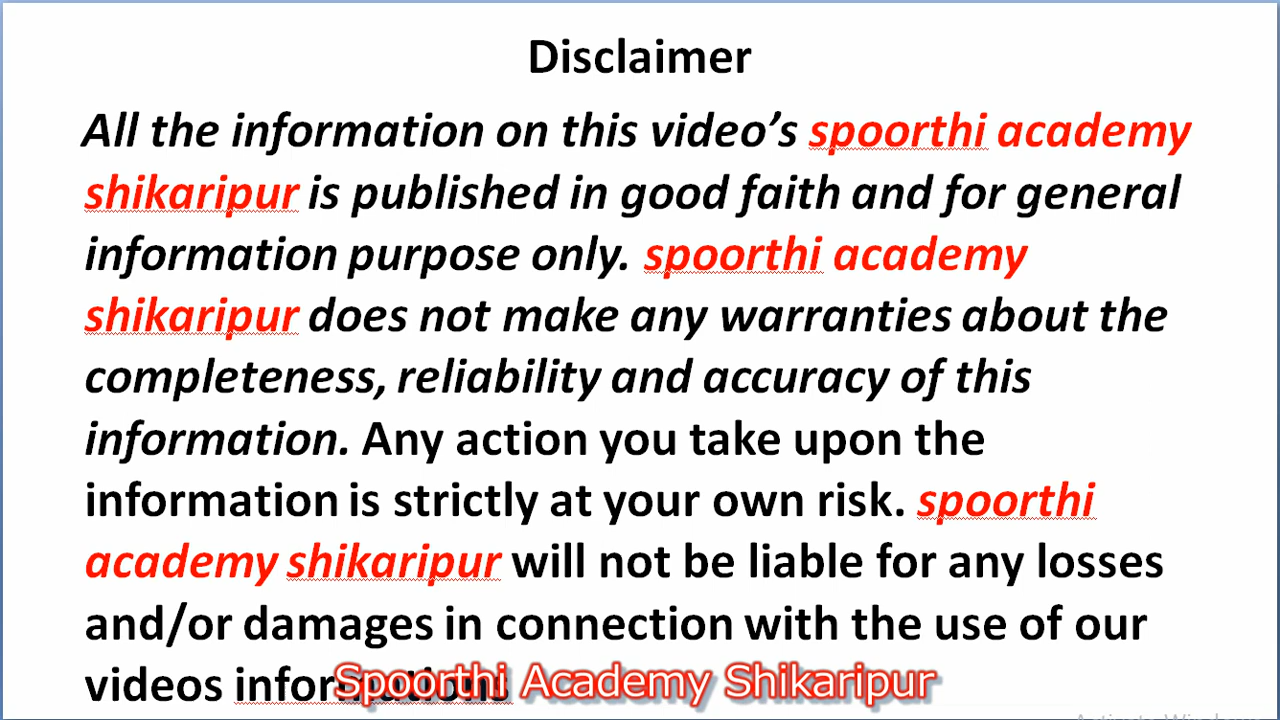 Disclaimer
All the information on this video’s spoorthi academy
shikaripur is published in good faith and for general
information purpose only. spoorthi academy
shikaripur does not make any warranties about the
completeness, reliability and accuracy of this
information. Any action you take upon the
information is strictly at your own risk. spoorthi
academy shikaripur will not be liable for any losses
and/or damages in connection with the use of our
videos informations
Spoorthi Academy Shikaripur